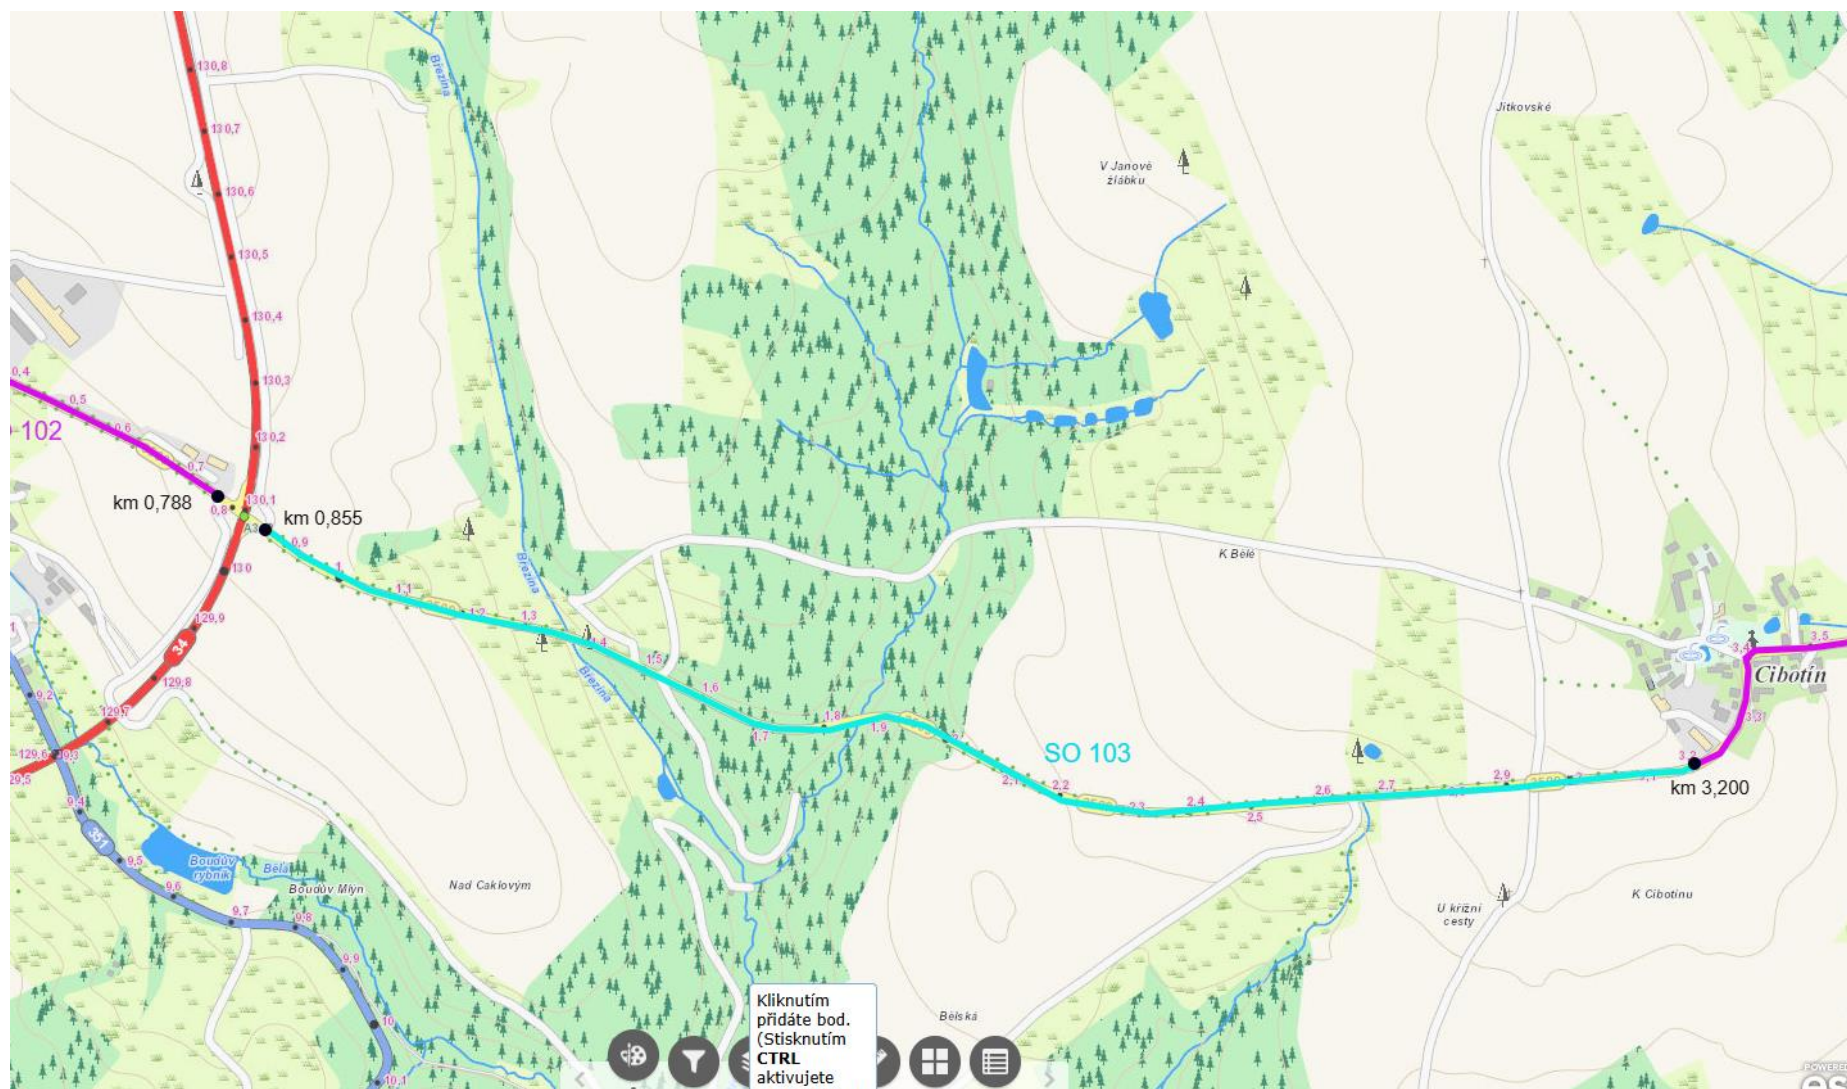 130,8
Březina
Jitkovské
130,7
V Janově
žlábku
130,6
130,5
130,4
0,4
130,3
0,5
0,6
130,2
102
0,7
km 0,788
130,1
0,8
km 0,855
0,9
K Bělé
130
1
1,1
Březina
129,9
1,2
1,3
34
1,4
3,5
3,4
1,5
Cibotín
129,8
9,2
Březina
1,6
3,3
129,7
1,8
1,9
1,7
129,6
9,3
SO 103
3,2
29,5
2,1
2,2
2,9
km 3,200
2,6
2,7
9,4
2,3
2,4
2,5
351
9,5
Boudův
rybník
Bělá
Boudův Mlýn
Nad Caklovým
9,6
K Cibotínu
U křížní
cesty
9,7
9,8
9,9
Kliknutím
přidáte bod.
(Stisknutím
CTRL
aktivujete
Bělská
10
10,1
POWERED